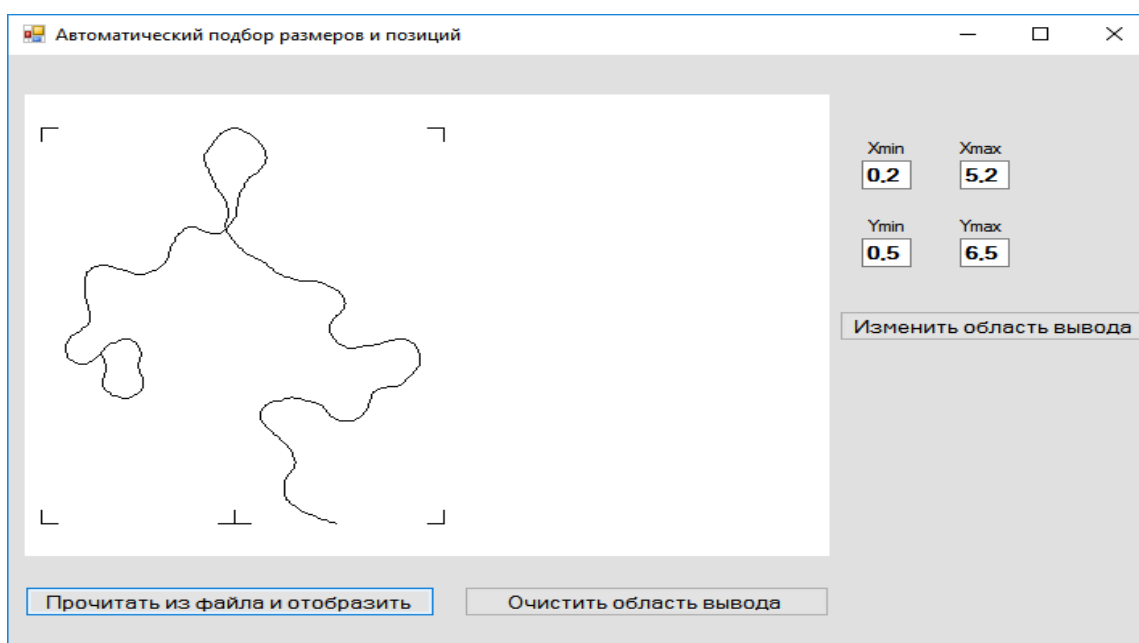 Автоматический подбор размеров и позиций
Xmin Xmax
0.2 5.2
Ymin Ymax
0.5 6.5
Изменить область вывода
Прочитать из файла и отобразить Очистить область вывода